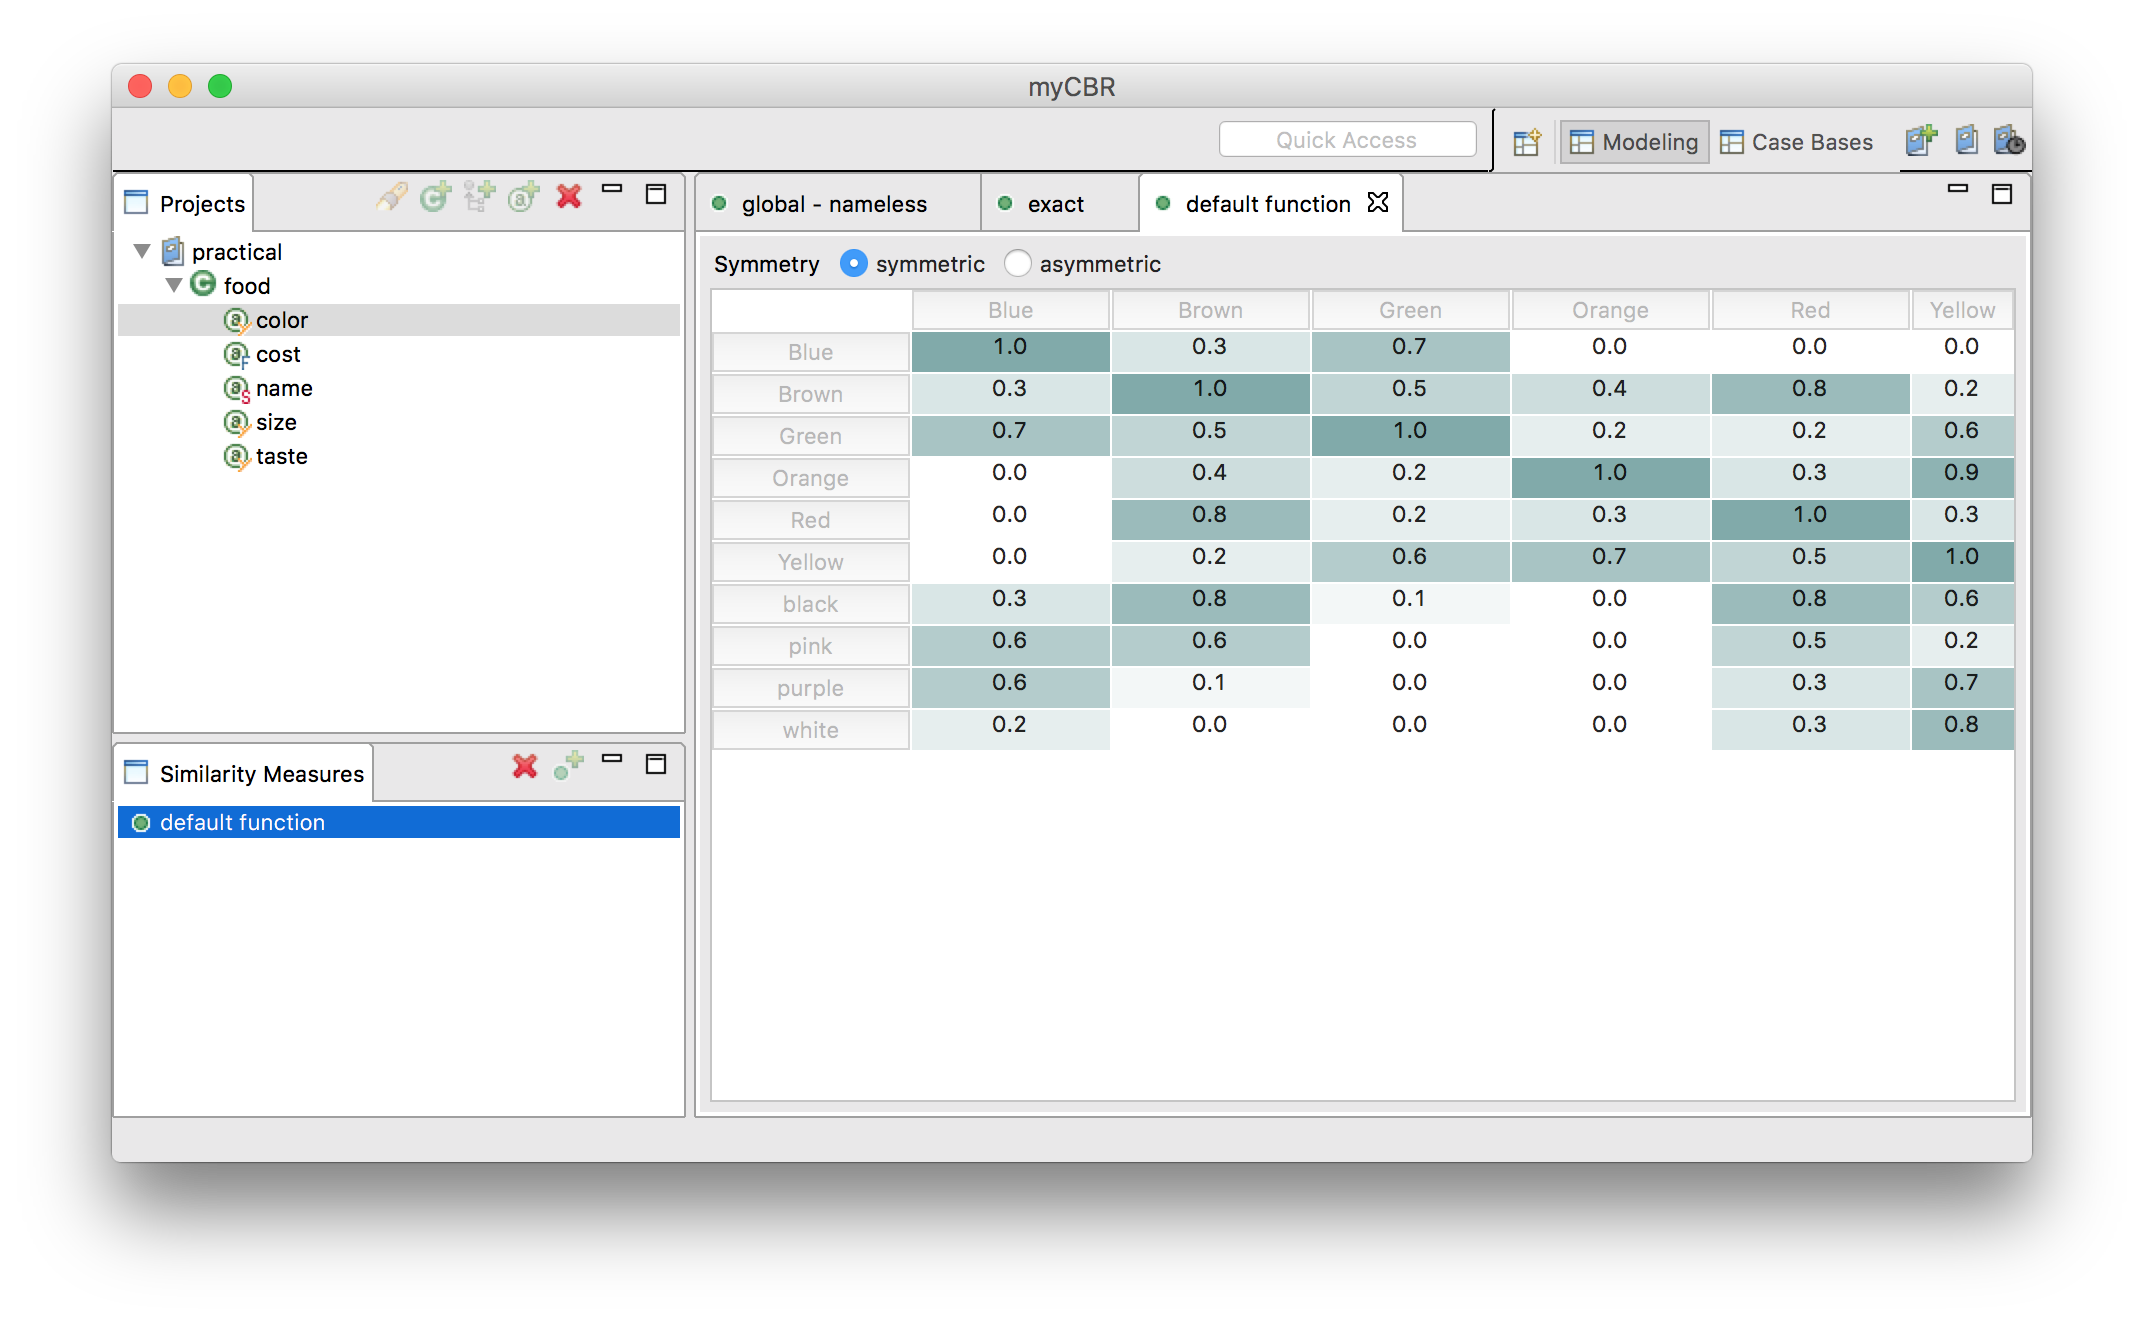 myCBR
Quick Access
Modeling
Case Bases
Projects
practical
food
color
cost
name
size
taste
Similarity Measures
default function
global - nameless
exact
default function
Symmetry symmetric asymmetric
Blue Brown Green Orange Red Yellow
Blue 1.0 0.3 0.7 0.0 0.0 0.0
Brown 0.3 1.0 0.5 0.4 0.8 0.2
Green 0.7 0.5 1.0 0.2 0.2 0.6
Orange 0.0 0.4 0.2 1.0 0.3 0.9
Red 0.0 0.8 0.2 0.3 1.0 0.3
Yellow 0.0 0.2 0.6 0.7 0.5 1.0
black 0.3 0.8 0.1 0.0 0.8 0.6
pink 0.6 0.6 0.0 0.0 0.5 0.2
purple 0.6 0.1 0.0 0.0 0.3 0.7
white 0.2 0.0 0.0 0.0 0.3 0.8